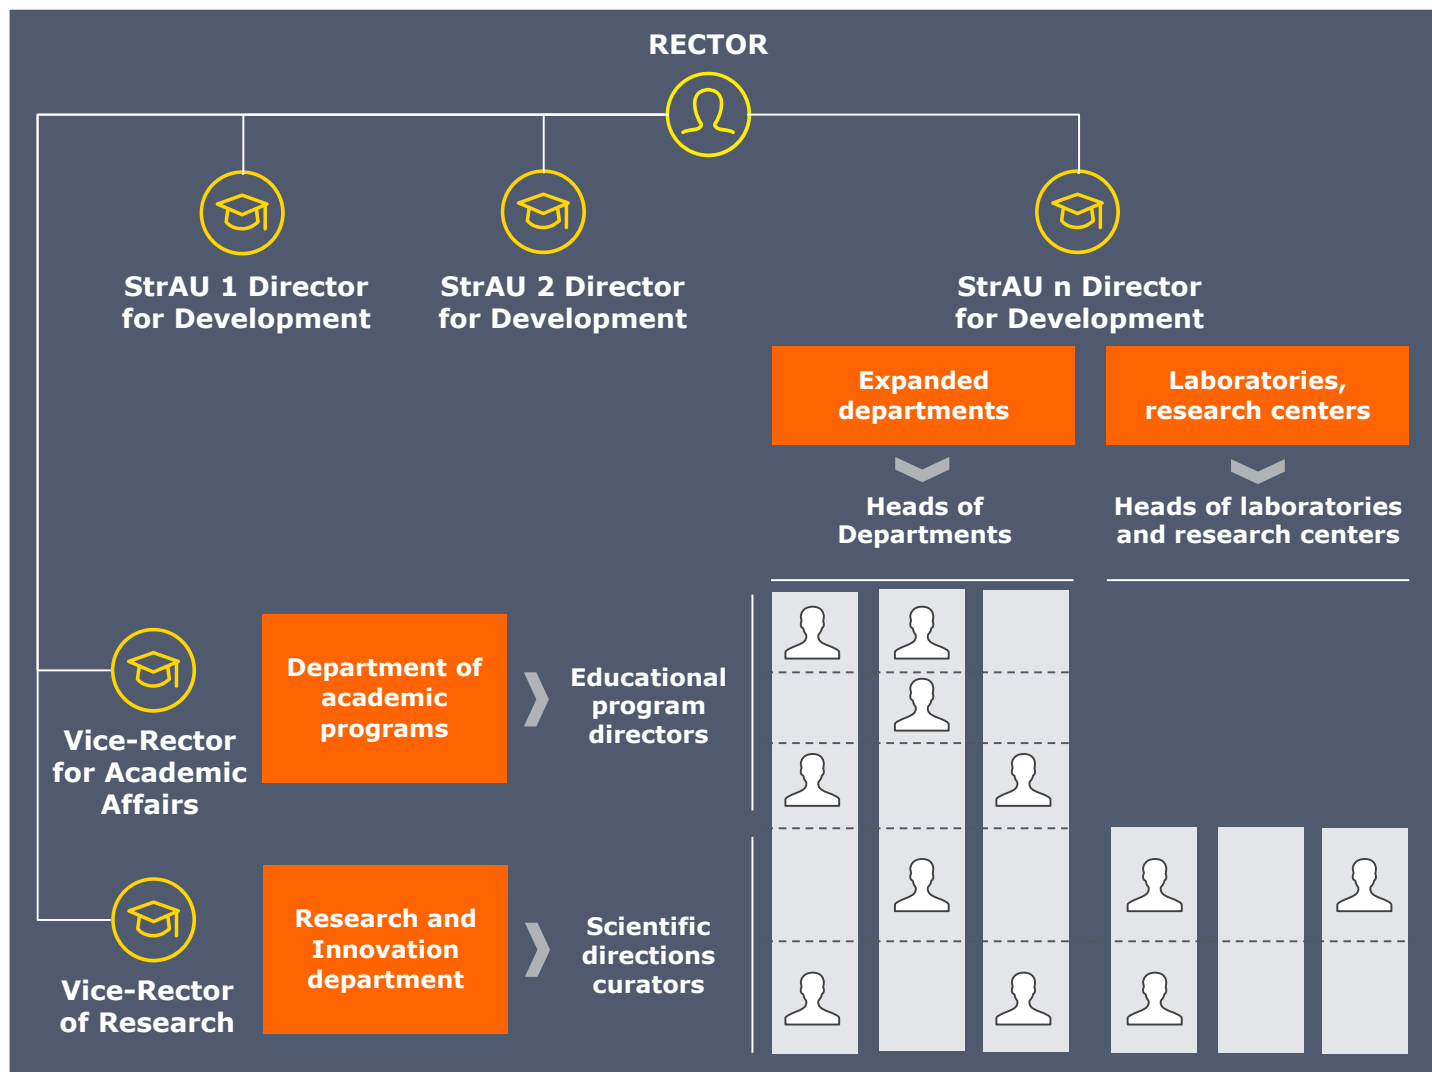 RECTOR
StrAU 1 Director
for Development
StrAU 2 Director
for Development
StrAU n Director
for Development
Expanded
departments
Laboratories,
research centers
Heads of
Departments
Heads of laboratories
and research centers
Vice-Rector
for Academic
Affairs
Department of
academic
programs
Educational
program
directors
Vice-Rector
of Research
Research and
Innovation
department
Scientific
directions
curators